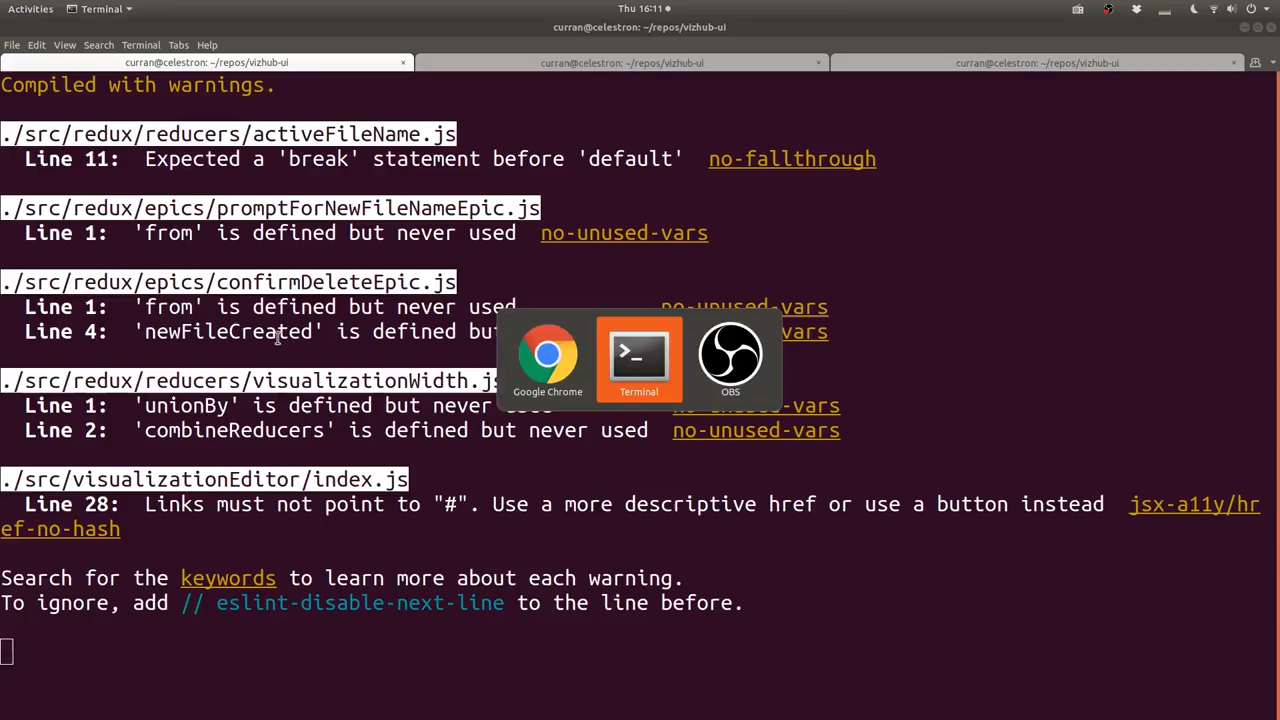 Activities Terminal Thu 16:11
curran@celestron: ~/repos/vizhub-ui
File Edit View Search Terminal Tabs Help
curran@celestron: ~/repos/vizhub-ui × curran@celestron: ~/repos/vizhub-ui × curran@celestron: ~/repos/vizhub-ui ×
Compiled with warnings.
./src/redux/reducers/activeFileName.js
Line 11: Expected a 'break' statement before 'default' no-fallthrough
./src/redux/epics/promptForNewFileNameEpic.js
Line 1: 'from' is defined but never used no-unused-vars
./src/redux/epics/confirmDeleteEpic.js
Line 1: 'from' is defined but never used no-unused-vars
Line 4: 'newFileCreated' is defined but vars
./src/redux/reducers/visualizationWidth.js
Line 1: 'unionBy' is defined but never used no-unused-vars
Line 2: 'combineReducers' is defined but never used no-unused-vars
Google Chrome Terminal OBS
./src/visualizationEditor/index.js
Line 28: Links must not point to "#". Use a more descriptive href or use a button instead jsx-a11y/hr
ef-no-hash
Search for the keywords to learn more about each warning.
To ignore, add // eslint-disable-next-line to the line before.